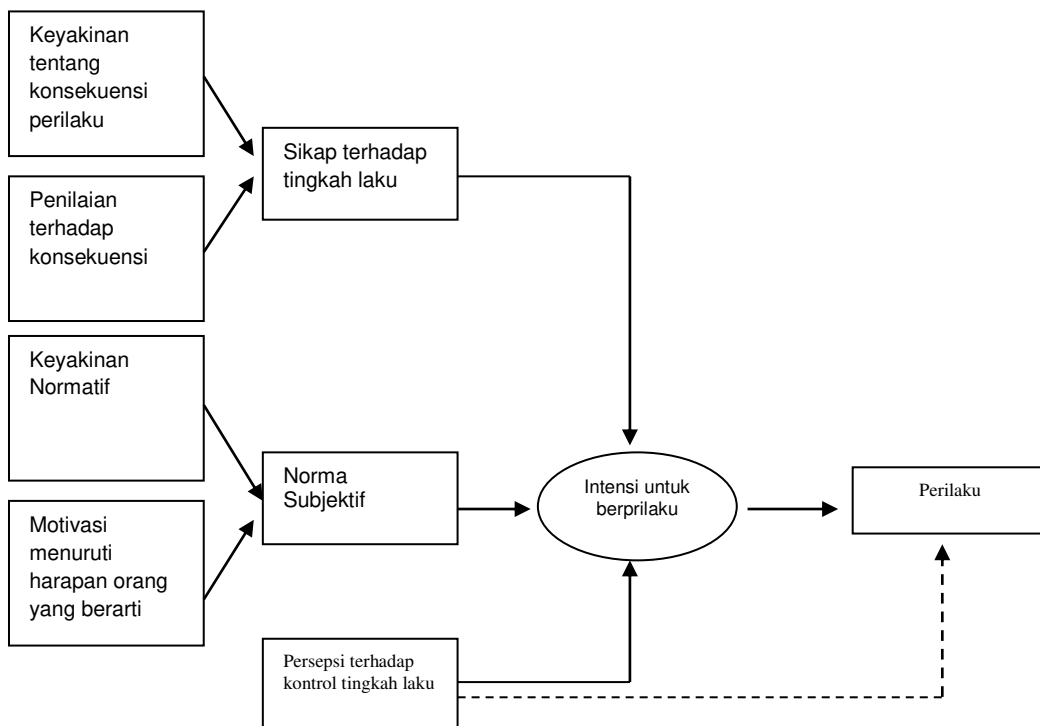 Keyakinan
tentang
konsekuensi
perilaku
Sikap terhadap
tingkah laku
Penilaian
terhadap
konsekuensi
Keyakinan
Normatif
Norma
Subjektif
Motivasi
menuruti
harapan orang
yang berarti
Persepsi terhadap
kontrol tingkah laku
Intensi untuk
berprilaku
Perilaku